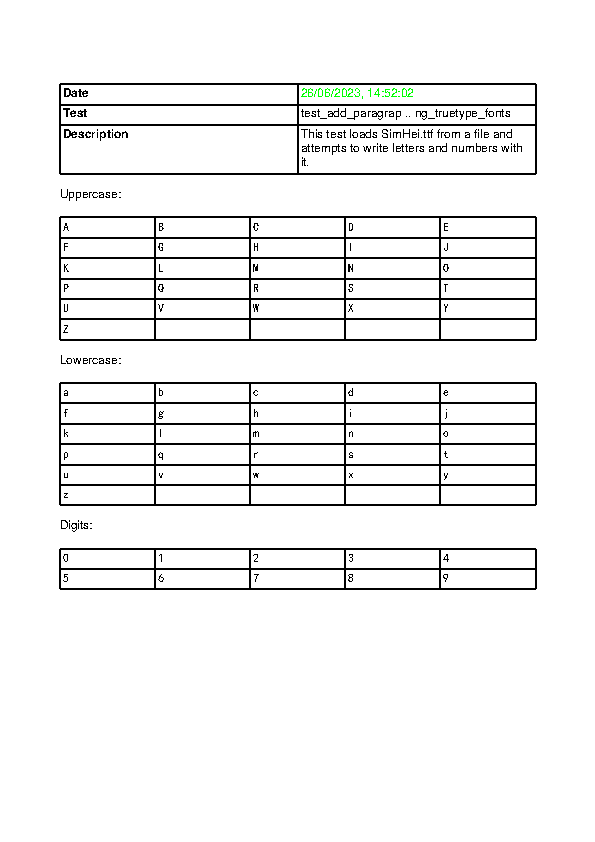 Date 26/06/2023, 14:52:02
Test test_add_paragrap .. ng_truetype_fonts
Description This test loads SimHei.ttf from a file and
attempts to write letters and numbers with
it.
Uppercase:
A B C D E
F G H I J
K L M N O
P Q R S T
U V W X Y
Z
Lowercase:
a b c d e
f g h i j
k l m n o
p q r s t
u v w x y
z
Digits:
0 1 2 3 4
5 6 7 8 9